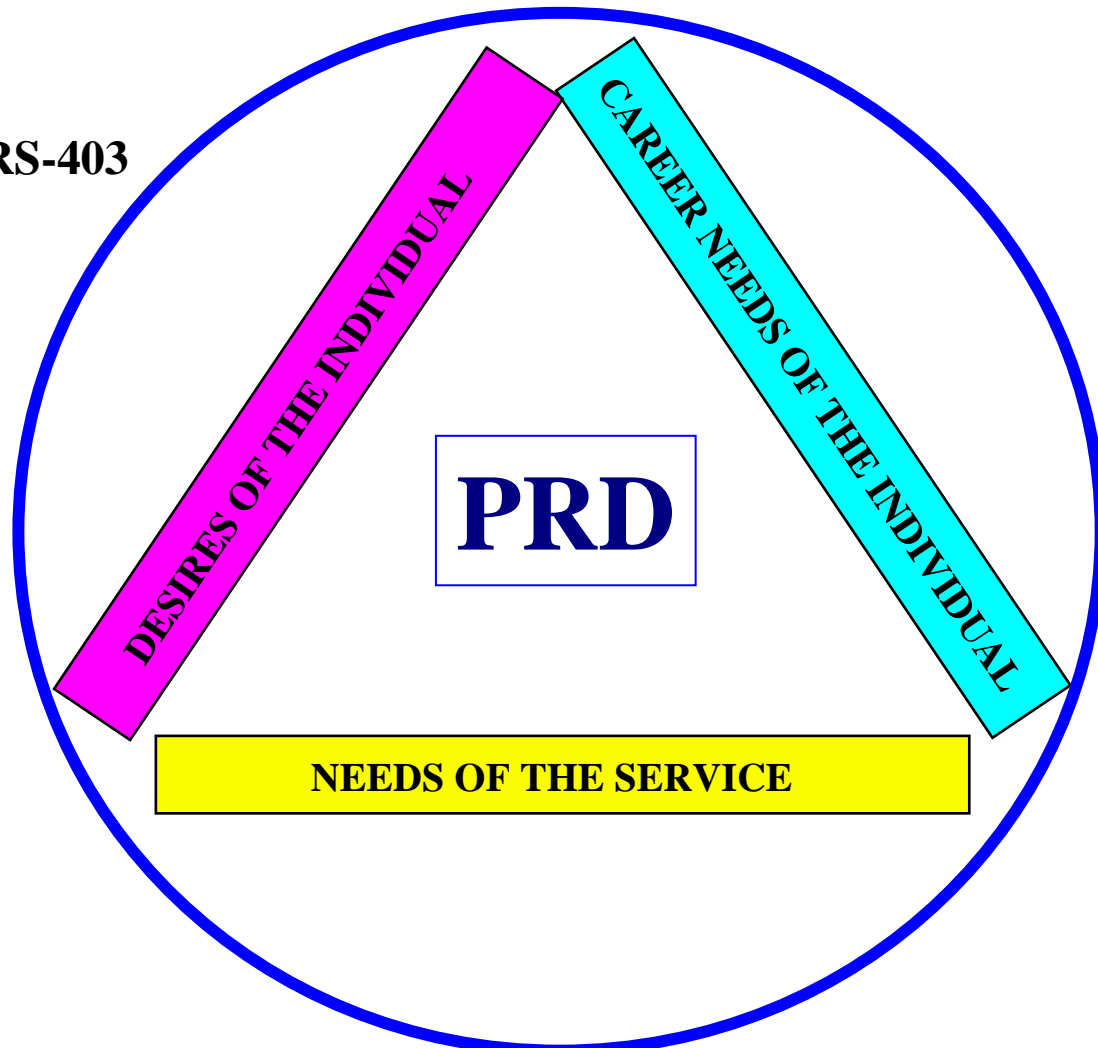 RS-403
DESIRES OF THE INDIVIDUAL
CAREER NEEDS OF THE INDIVIDUAL
PRD
NEEDS OF THE SERVICE